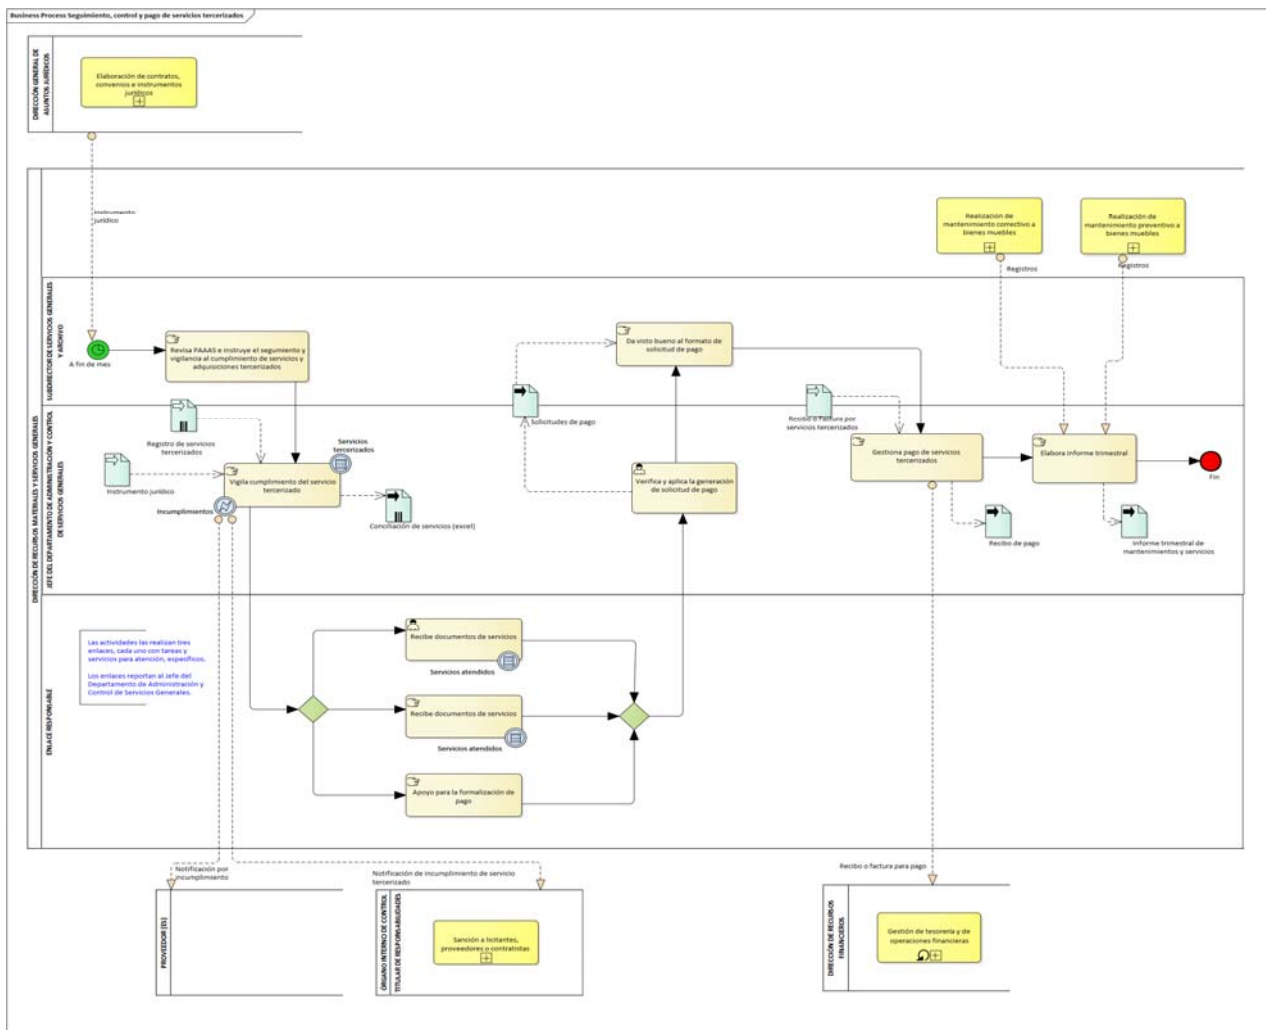 Business Process Seguimiento, control y pago de servicios tercerizados
DIRECCIÓN GENERAL DE
ASUNTOS JURÍDICOS
Elaboración de contratos,
convenios e instrumentos
jurídicos
Instrumento
jurídico
DIRECCIÓN DE RECURSOS MATERIALES Y SERVICIOS GENERALES
Realización de
mantenimiento correctivo a
bienes muebles
Realización de
mantenimiento preventivo a
bienes muebles
Registros
Registros
SUBDIRECTOR DE SERVICIOS GENERALES
Y ARCHIVO
A fin de mes
Revisa PAAAS e instruye el segumiento y
vigilancia al cumplimiento de servicios y
adquisiciones tercerizados
Da visto bueno al formato de
solicitud de pago
JEFE DEL DEPARTAMENTO DE ADMINISTRACIÓN Y CONTROL
DE SERVICIOS GENERALES
Registro de servicios
tercerizados
Instrumento jurídico
Servicios
tercerizados
Vigila cumplimiento del servicio
tercerizado
Incumplimientos
Conciliación de servicios (excel)
Solicitudes de pago
Verifica y aplica la generación
de solicitud de pago
Recibo o Factura por
servicios tercerizados
Gestiona pago de servicios
tercerizados
Elabora informe trimestral
Fin
Recibo de pago
Informe trimestral de
mantenimientos y servicios
ENLACE RESPONSABLE
Las actividades las realizan tres
enlaces, cada uno con tareas y
servicios para atención, específicos.
Los enlaces reportan al Jefe del
Departamento de Administración y
Control de Servicios Generales.
Recibe documentos de servicios
Servicios atendidos
Recibe documentos de servicios
Servicios atendidos
Apoyo para la formalización de
pago
Notificación por
incumplimiento
Notificación de incumplimiento de servicio
tercerizado
Recibo o factura para pago
PROVEEDOR (ES)
ÓRGANO INTERNO DE CONTROL
TITULAR DE RESPONSABILIDADES
Sanción a licitantes,
proveedores o contratistas
DIRECCIÓN DE RECURSOS
FINANCIEROS
Gestión de tesorería y de
operaciones financieras